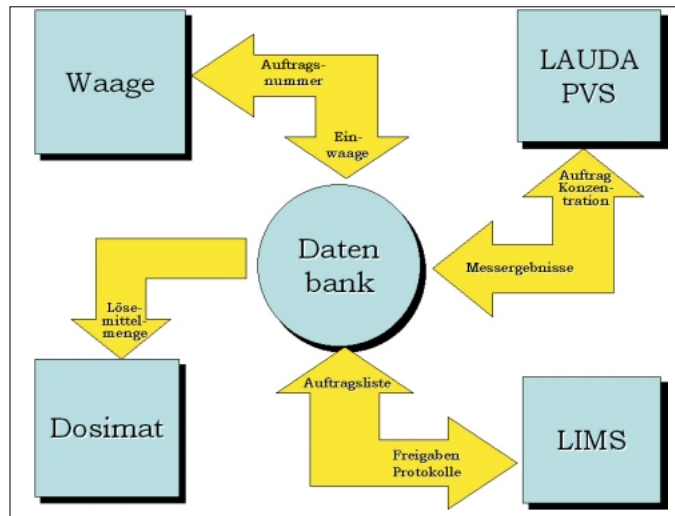 Waage
Auftrags-
nummer
Ein-
waage
LAUDA
PVS
Auftrag
Konzen-
tration
Daten
bank
Messergebnisse
Löse-
mittel-
menge
Dosimat
Auftragsliste
Freigaben
Protokolle
LIMS